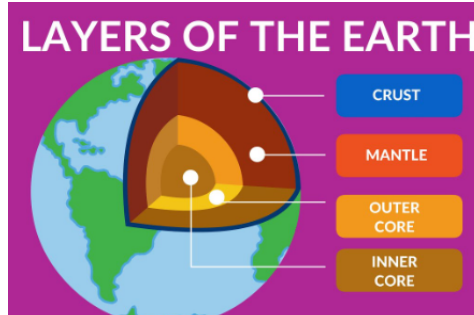 LAYERS OF THE EARTH
CRUST
MANTLE
OUTER
CORE
INNER
CORE